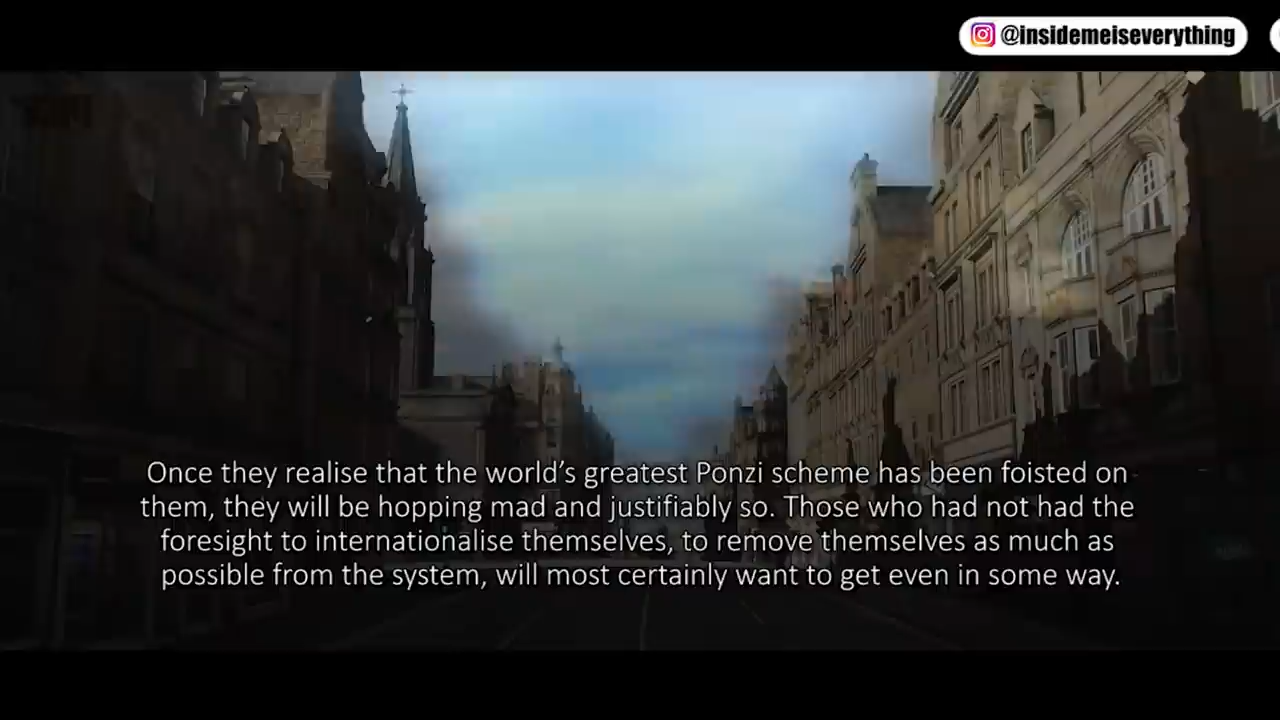 @insidemeiseverything
Once they realise that the world's greatest Ponzi scheme has been foisted on
them, they will be hopping mad and justifiably so. Those who had not had the
foresight to internationalise themselves, to remove themselves as much as
possible from the system, will most certainly want to get even in some way.